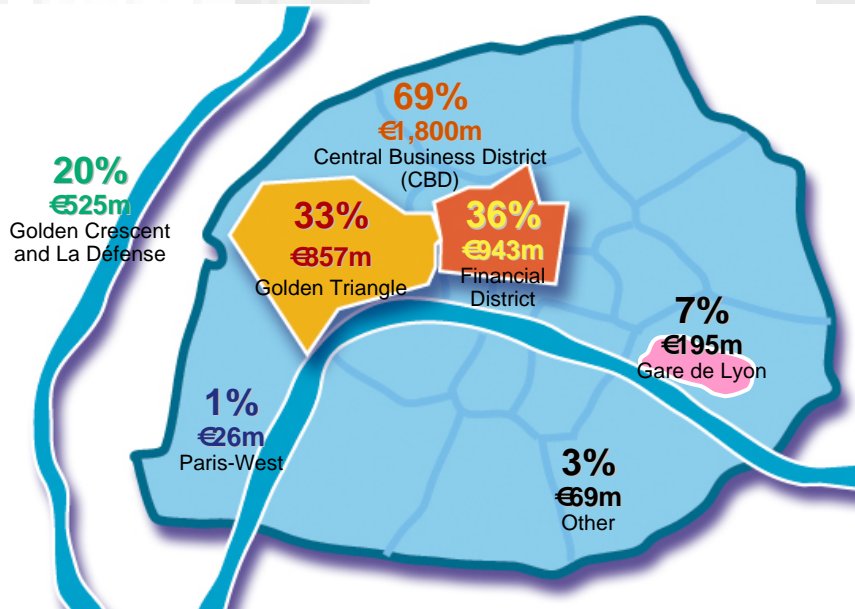 69%
€1,800m
Central Business District
(CBD)
20%
€525m
Golden Crescent
and La Défense
33%
€857m
Golden Triangle
36%
€943m
Financial
District
7%
€195m
Gare de Lyon
1%
€26m
Paris-West
3%
€69m
Other